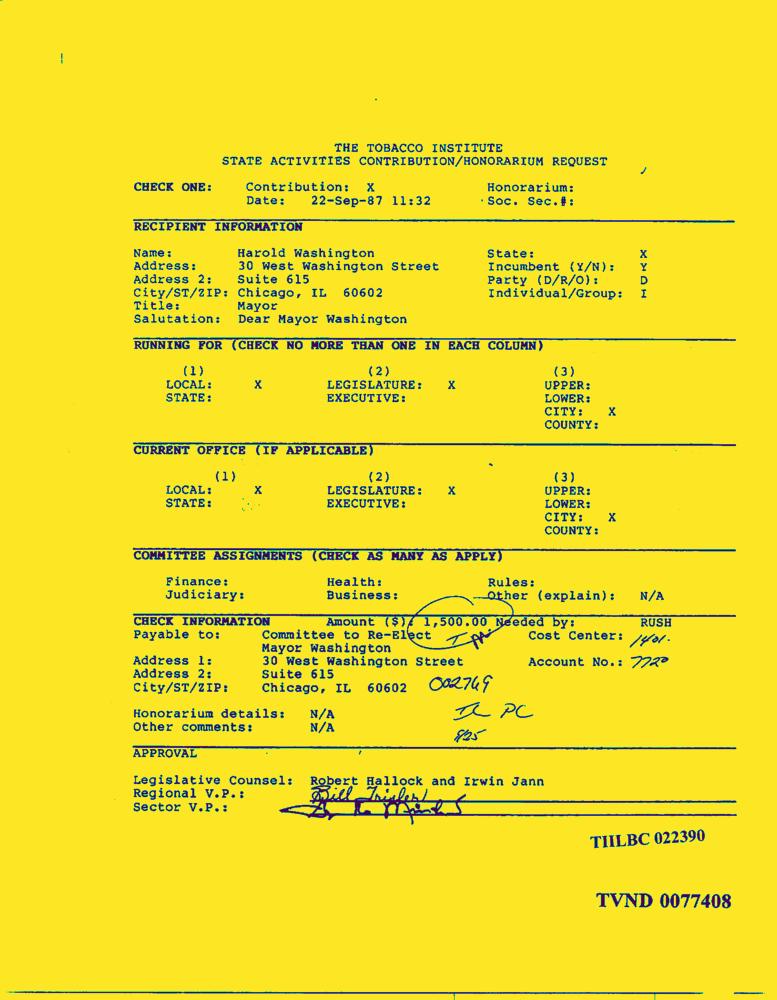 THE TOBACCO INSTITUTE
STATE ACTIVITIES CONTRIBUTION/HONORARIUM REQUEST
CHECK ONE: Contribution: X Honorarium:
Date: 22-Sep-87 11:32 Soc. Sec.#:
RECIPIENT INFORMATION
Name: Harold Washington State: X
Address: 30 West Washington Street Incumbent (Y/N): Y
Address 2: Suite 615 Party (D/R/O): D
City/ST/ZIP: Chicago, IL 60602 Individual/Group: I
Title: Mayor
Salutation: Dear Mayor Washington
RUNNING FOR (CHECK NO MORE THAN ONE IN EACH COLUMN)
(1) (2) (3)
LOCAL: X LEGISLATURE: X UPPER:
STATE: EXECUTIVE: LOWER:
CITY: X
COUNTY:
CURRENT OFFICE (IF APPLICABLE)
(1) (2) (3)
LOCAL: X LEGISLATURE: X UPPER:
STATE: EXECUTIVE: LOWER:
CITY: X
COUNTY:
COMMITTEE ASSIGNMENTS (CHECK AS MANY AS APPLY)
Finance: Health: Rules:
Judiciary: Business: Other (explain): N/A
CHECK INFORMATION Amount ($): 1,500.00 Needed by: RUSH
Payable to: Committee to Re-Elect Cost Center: 1401.
Mayor Washington
Address 1: 30 West Washington Street Account No.: 7720
Address 2: Suite 615
City/ST/ZIP: Chicago, IL 60602 002769
Honorarium details: N/A PC
Other comments: N/A
APPROVAL
Legislative Counsel: Robert Hallock and Irwin Jann
Regional V.P.: Bill
Sector V.P.:
TIILBC 022390
TVND 0077408